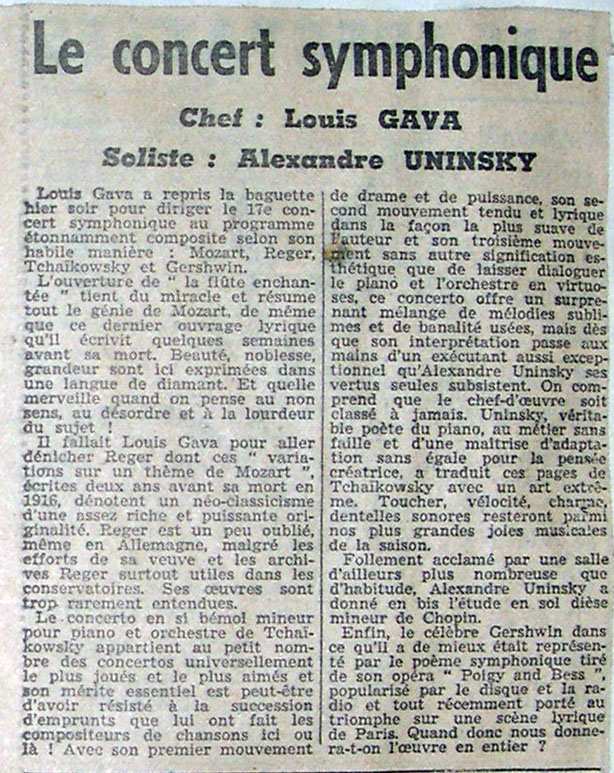 Le concert symphonique
Chef : Louis GAVA
Soliste : Alexandre UNINSKY
Louis Gava a repris la baguette
hier soir pour diriger le 17e con-
cert symphonique au programme
étonnamment composite selon son
habile manière : Mozart, Reger,
Tchaïkowsky et Gershwin.
L'ouverture de " la flûte enchan-
tée " tient du miracle et résume
tout le génie de Mozart, de même
que ce dernier ouvrage lyrique
qu'il écrivit quelques semaines
avant sa mort. Beauté, noblesse,
grandeur sont ici exprimées dans
une langue de diamant. Et quelle
merveille quand on pense au non
sens, au désordre et à la lourdeur
du sujet !
Il fallait Louis Gava pour aller
dénicher Reger dont ces " varia-
tions sur un thème de Mozart ",
écrites deux ans avant sa mort en
1916, dénotent un néo-classicisme
d'une assez riche et puissante ori-
ginalité. Reger est un peu oublié,
même en Allemagne, malgré les
efforts de sa veuve et les archi-
ves Reger surtout utiles dans les
conservatoires. Ses œuvres sont
trop rarement entendues.
Le concerto en si bémol mineur
pour piano et orchestre de Tchaï-
kowsky appartient au petit nom-
bre des concertos universellement
le plus joués et le plus aimés et
son mérite essentiel est peut-être
d'avoir résisté à la succession
d'emprunts que lui ont fait les
compositeurs de chansons ici ou
là ! Avec son premier mouvement
de drame et de puissance, son se-
cond mouvement tendu et lyrique
dans la façon la plus suave de
l'auteur et son troisième mouve-
ment sans autre signification es-
thétique que de laisser dialoguer
le piano et l'orchestre en virtuo-
ses, ce concerto offre un surpre-
nant mélange de mélodies subli-
mes et de banalité usées, mais dès
que son interprétation passe aux
mains d'un exécutant aussi excep-
tionnel qu'Alexandre Uninsky ses
vertus seules subsistent. On com-
prend que le chef-d'œuvre soit
classé à jamais. Uninsky, vérita-
ble poète du piano, au métier sans
faille et d'une maîtrise d'adapta-
tion sans égale pour la pensée
créatrice, a traduit ces pages de
Tchaïkowsky avec un art extrê-
me. Toucher, vélocité, charme,
dentelles sonores resteront parmi
nos plus grandes joies musicales
de la saison.
Follement acclamé par une salle
d'ailleurs plus nombreuse que
d'habitude, Alexandre Uninsky a
donné en bis l'étude en sol dièse
mineur de Chopin.
Enfin, le célèbre Gershwin dans
ce qu'il a de mieux était représen-
té par le poème symphonique tiré
de son opéra " Poigy and Bess ",
popularisé par le disque et la ra-
dio et tout récemment porté au
triomphe sur une scène lyrique
de Paris. Quand donc nous donne-
ra-t-on l'œuvre en entier ?